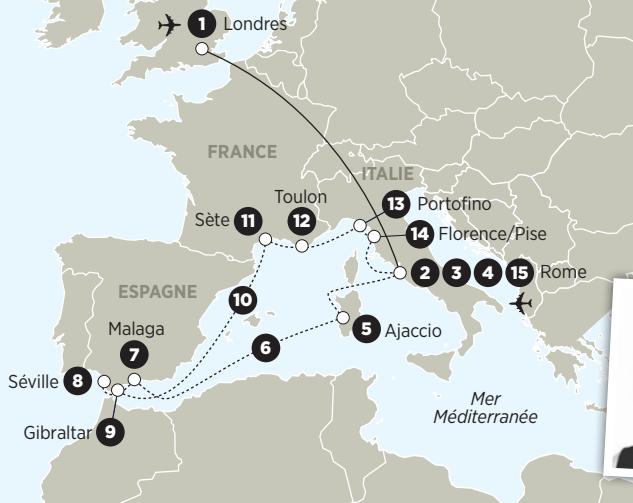 1 Londres
FRANCE
ITALIE
Toulon
13 Portofino
Sète 11 12
14 Florence/Pise
2 3 4 15 Rome
ESPAGNE
10
Malaga
5 Ajaccio
6
7
Séville 8
Mer
Méditerranée
Gibraltar 9